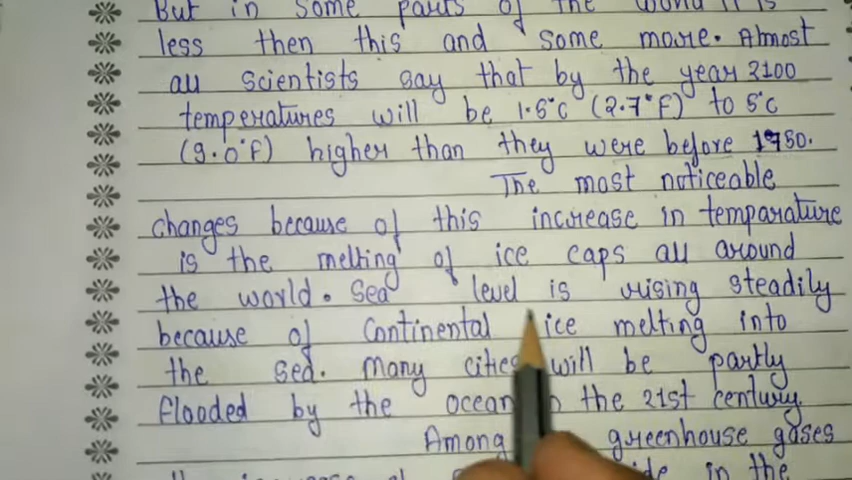 But in some parts of the world it is
less then this and some more. Almost
all scientists say that by the year 2100
temperatures will be 1.5°C (2.7°F) to 5°C
(9.0°F) higher than they were before 1750.
The most noticeable
changes because of this increase in temparature
is the melting of ice caps all around
the world. Sea level is rising steadily
because of continental ice melting into
the sea. Many cities will be partly
flooded by the ocean the 21st century.
Among greenhouse gases
in the